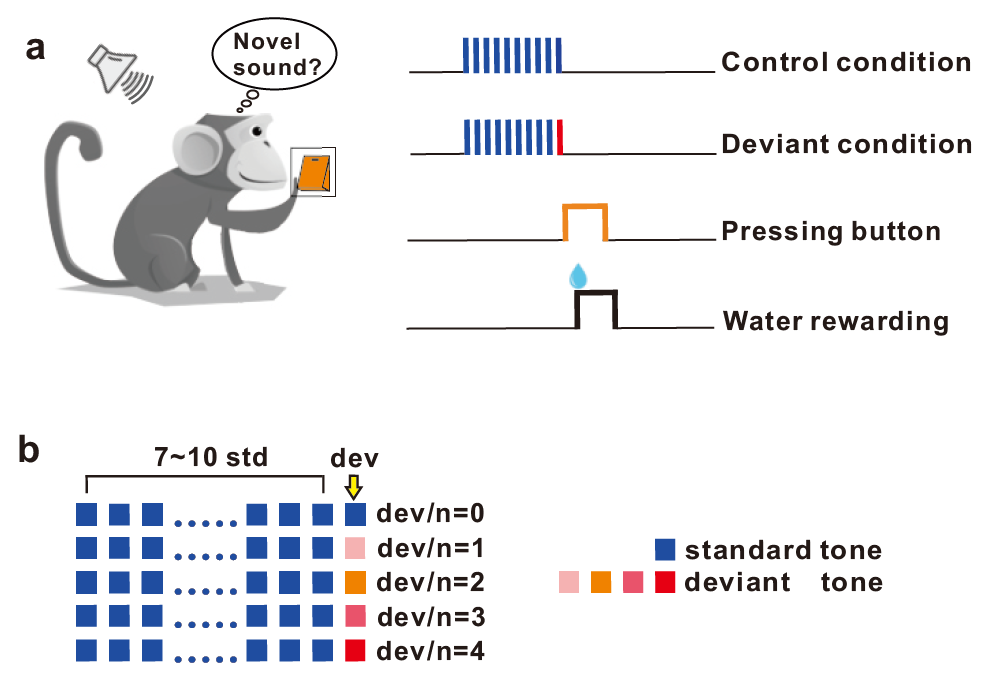 a
Novel
sound?
Control condition
Deviant condition
Pressing button
Water rewarding
b
7~10 std
dev
dev/n=0
dev/n=1
dev/n=2
dev/n=3
dev/n=4
standard tone
deviant tone